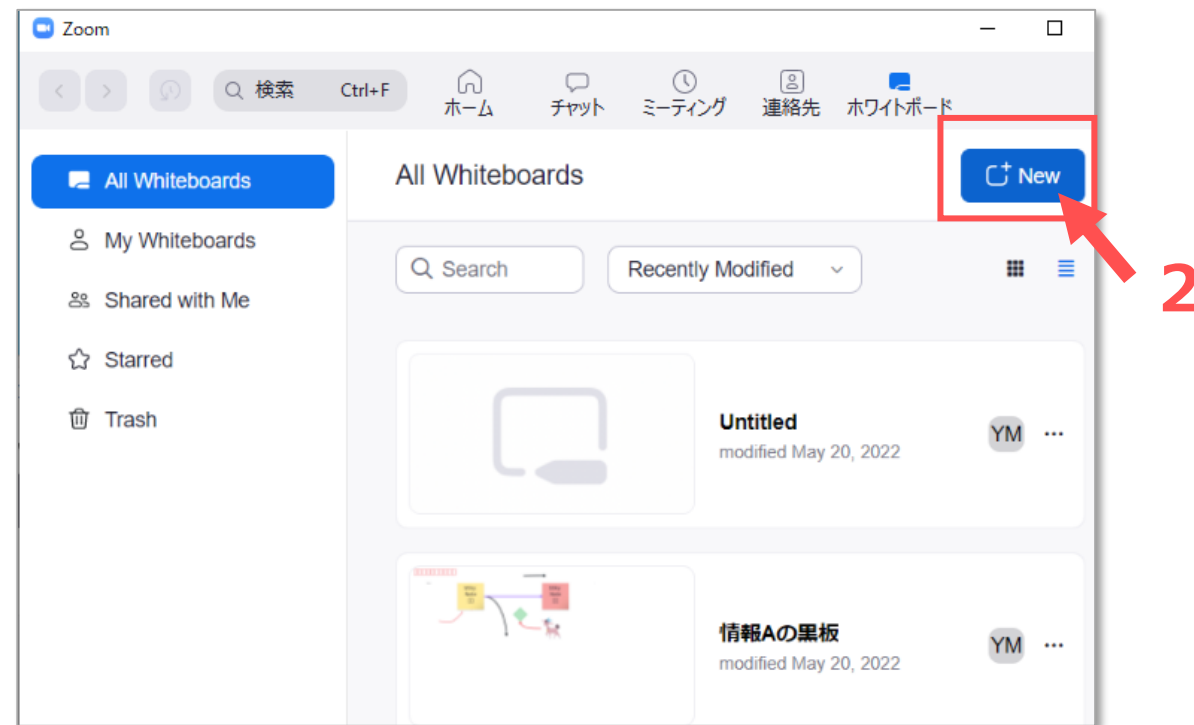 Zoom
検索 Ctrl+F
ホーム
チャット
ミーティング
連絡先
ホワイトボード
All Whiteboards
My Whiteboards
Shared with Me
Starred
Trash
All Whiteboards
New
2
Search
Recently Modified
Untitled
modified May 20, 2022
YM
情報Aの黒板
modified May 20, 2022
YM